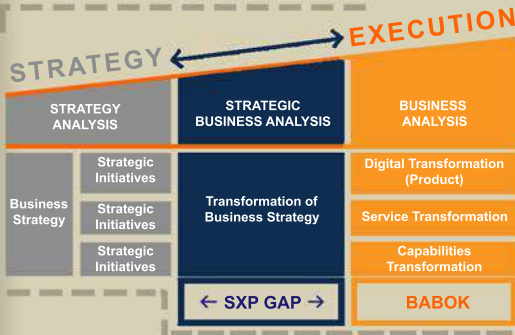 STRATEGY
EXECUTION
STRATEGY
ANALYSIS
STRATEGIC
BUSINESS ANALYSIS
BUSINESS
ANALYSIS
Business
Strategy
Strategic
Initiatives
Strategic
Initiatives
Strategic
Initiatives
Transformation of
Business Strategy
Digital Transformation
(Product)
Service Transformation
Capabilities
Transformation
← SXP GAP →
BABOK